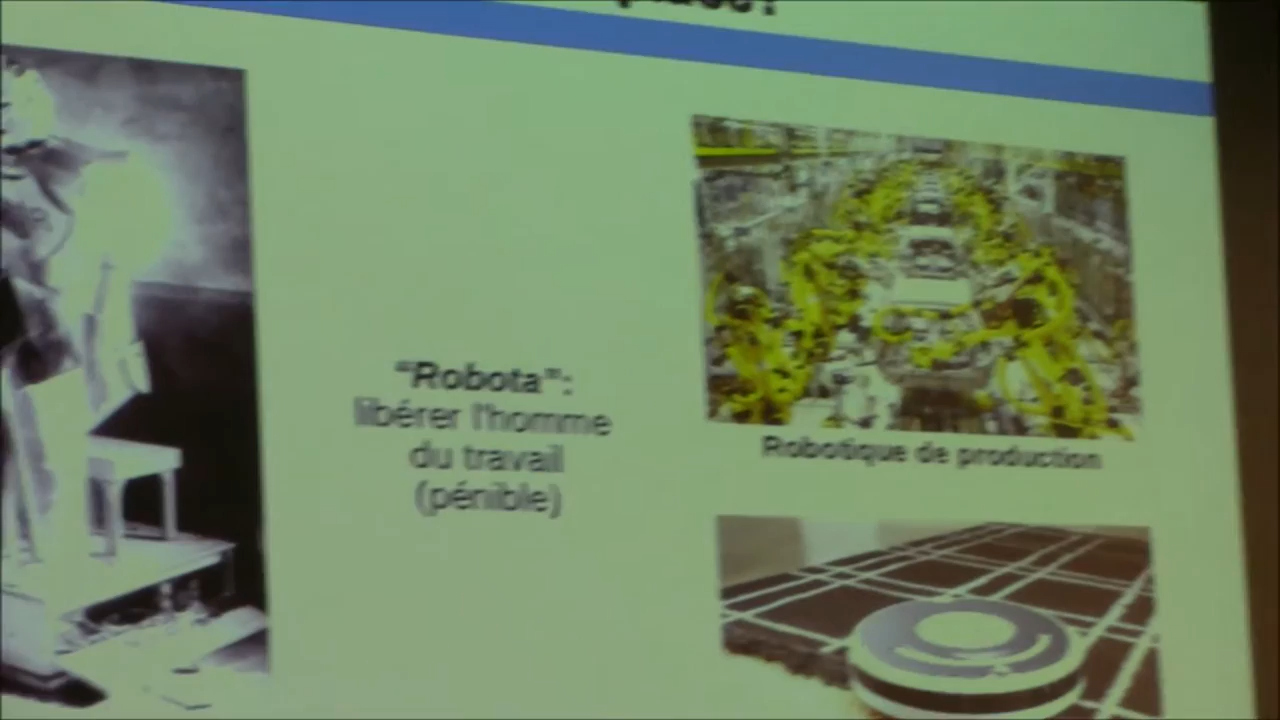 "Robota":
libérer l'homme
du travail
(pénible)
Robotique de production